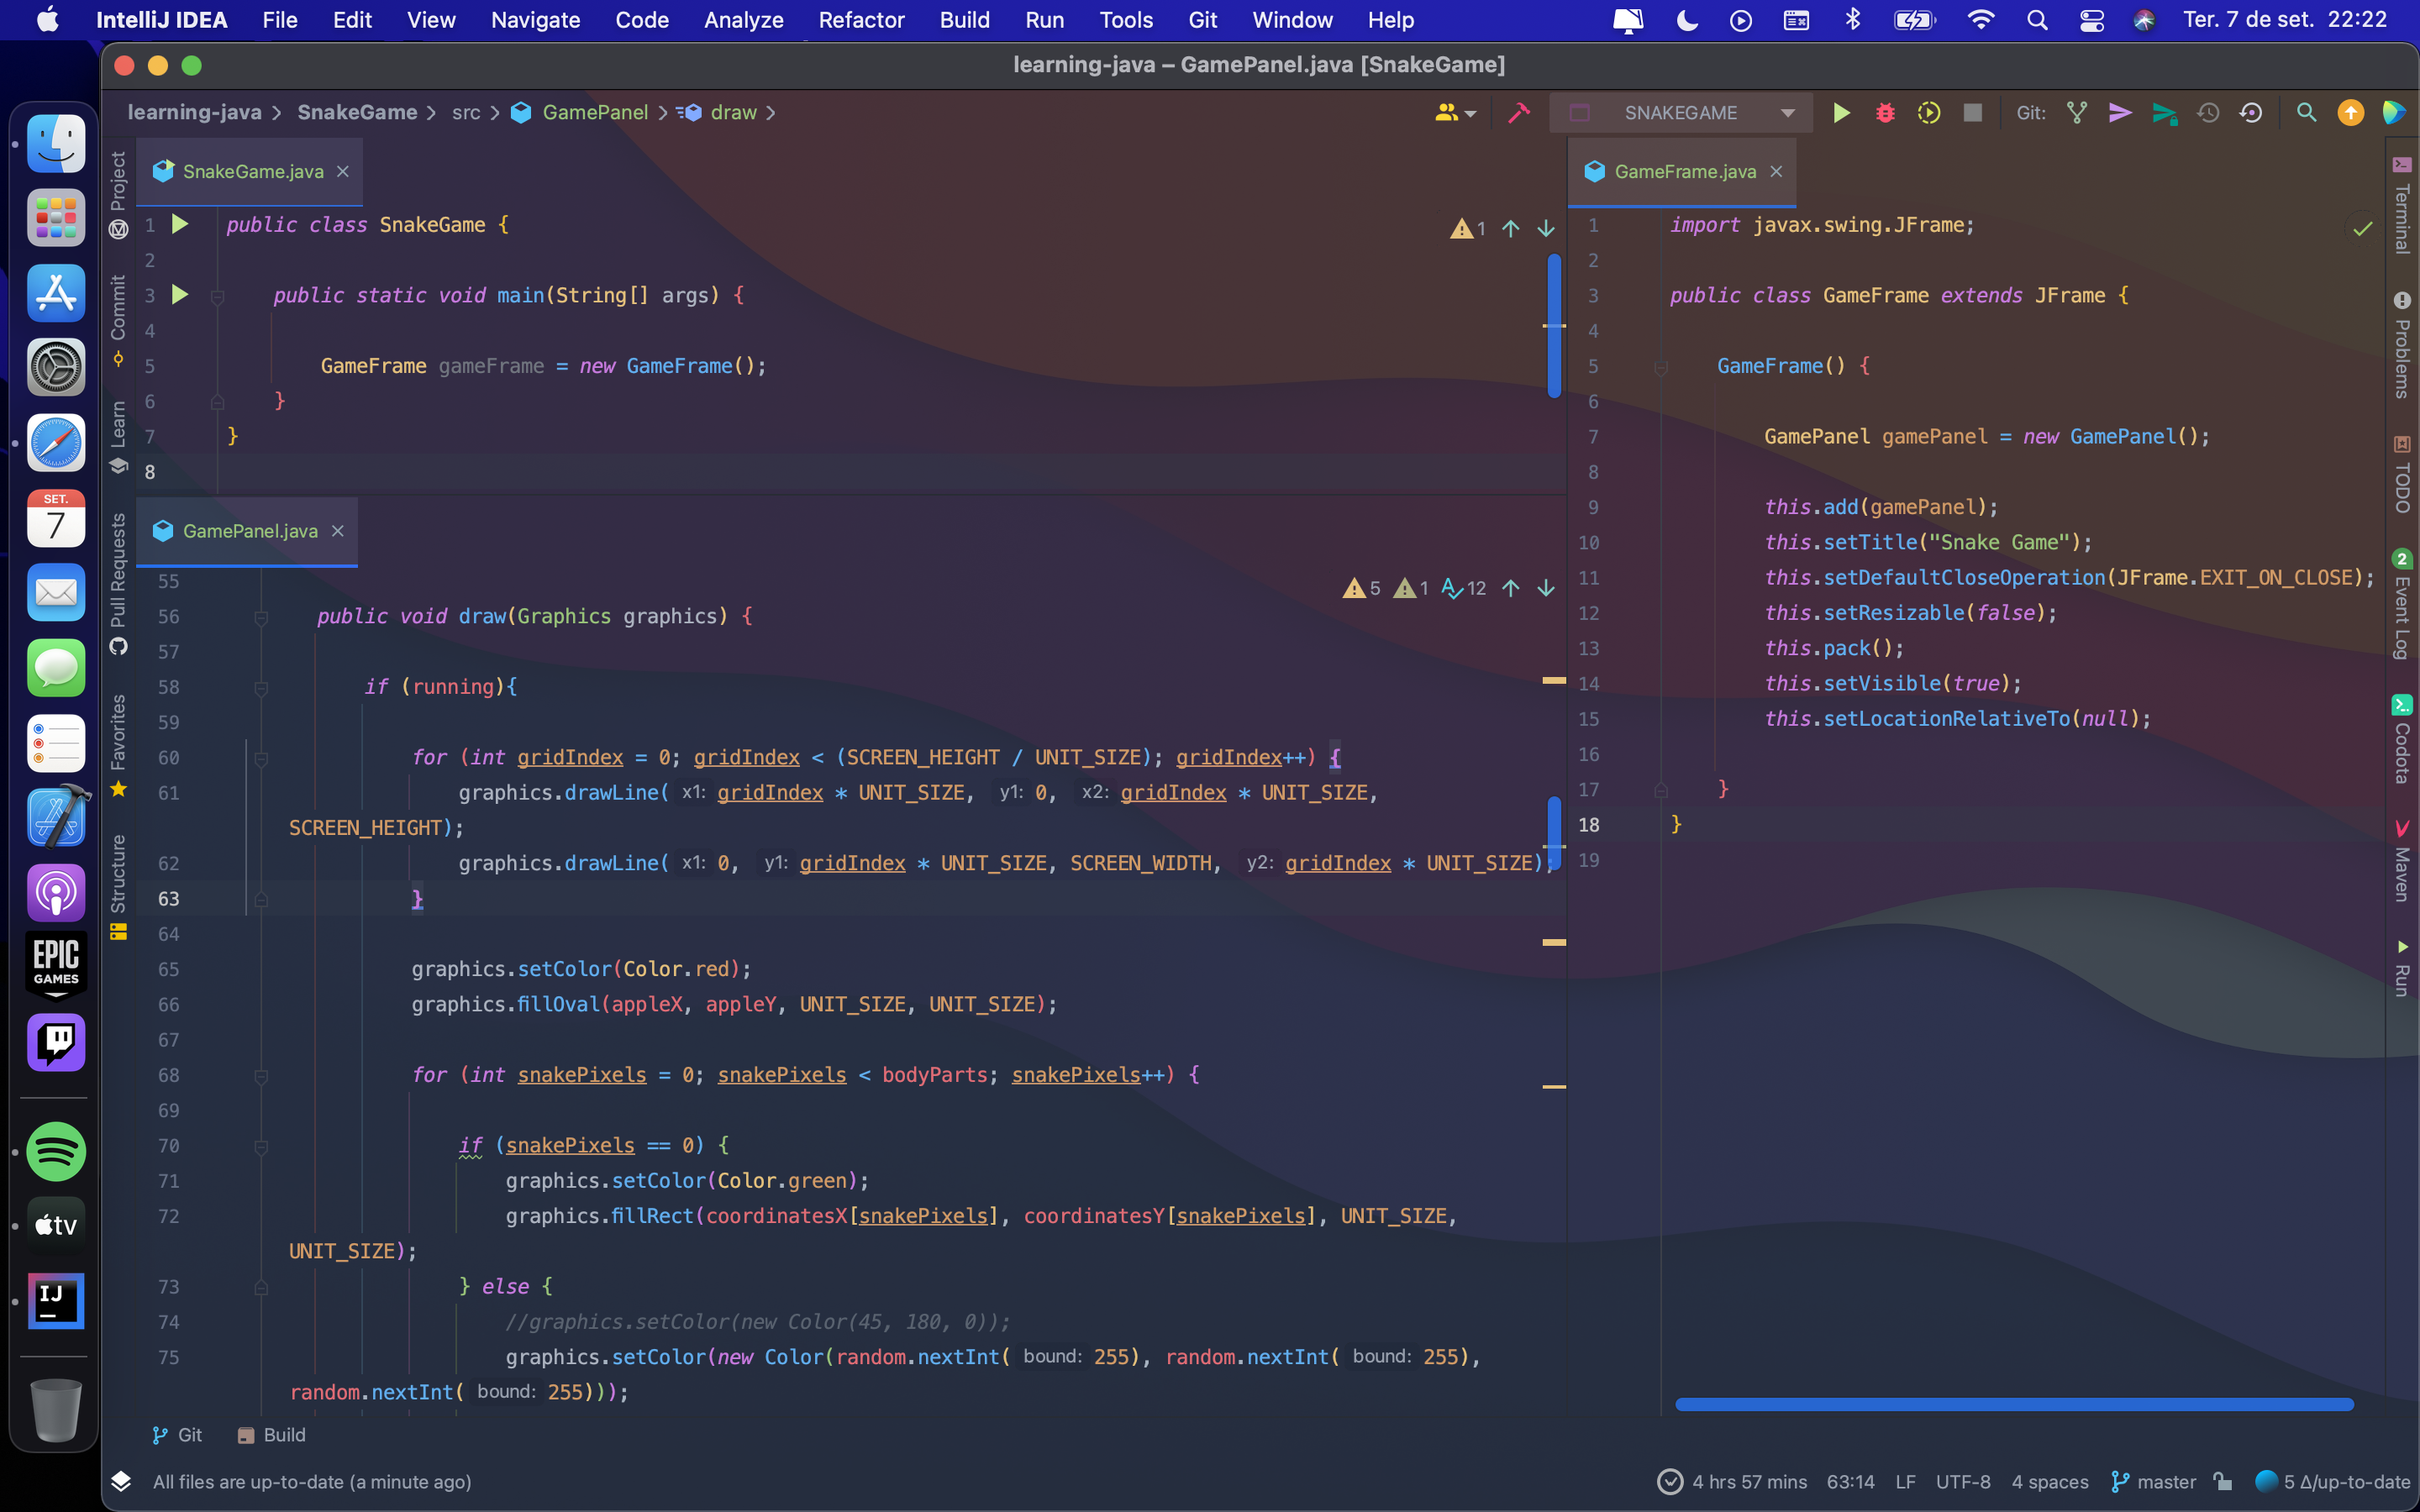 IntelliJ IDEA File Edit View Navigate Code Analyze Refactor Build Run Tools Git Window Help Ter. 7 de set. 22:22
learning-java – GamePanel.java [SnakeGame]
learning-java SnakeGame src GamePanel draw SNAKEGAME Git:
Project
Commit
Learn
Pull Requests
Favorites
Structure
SnakeGame.java
1 public class SnakeGame {
2
3 public static void main(String[] args) {
4
5 GameFrame gameFrame = new GameFrame();
6 }
7 }
8
1
GamePanel.java
5 1 12
55
56 public void draw(Graphics graphics) {
57
58 if (running){
59
60 for (int gridIndex = 0; gridIndex < (SCREEN_HEIGHT / UNIT_SIZE); gridIndex++) {
61 graphics.drawLine( x1: gridIndex * UNIT_SIZE, y1: 0, x2: gridIndex * UNIT_SIZE,
SCREEN_HEIGHT);
62 graphics.drawLine( x1: 0, y1: gridIndex * UNIT_SIZE, SCREEN_WIDTH, y2: gridIndex * UNIT_SIZE);
63 }
64
65 graphics.setColor(Color.red);
66 graphics.fillOval(appleX, appleY, UNIT_SIZE, UNIT_SIZE);
67
68 for (int snakePixels = 0; snakePixels < bodyParts; snakePixels++) {
69
70 if (snakePixels == 0) {
71 graphics.setColor(Color.green);
72 graphics.fillRect(coordinatesX[snakePixels], coordinatesY[snakePixels], UNIT_SIZE,
UNIT_SIZE);
73 } else {
74 //graphics.setColor(new Color(45, 180, 0));
75 graphics.setColor(new Color(random.nextInt( bound: 255), random.nextInt( bound: 255),
random.nextInt( bound: 255)));
GameFrame.java
1 import javax.swing.JFrame;
2
3 public class GameFrame extends JFrame {
4
5 GameFrame() {
6
7 GamePanel gamePanel = new GamePanel();
8
9 this.add(gamePanel);
10 this.setTitle("Snake Game");
11 this.setDefaultCloseOperation(JFrame.EXIT_ON_CLOSE);
12 this.setResizable(false);
13 this.pack();
14 this.setVisible(true);
15 this.setLocationRelativeTo(null);
16
17 }
18 }
19
Terminal
Problems
TODO
2
Event Log
Codota
Maven
Run
SET.
7
EPIC
GAMES
tv
IJ
Git Build
All files are up-to-date (a minute ago)
4 hrs 57 mins 63:14 LF UTF-8 4 spaces master 5 Δ/up-to-date